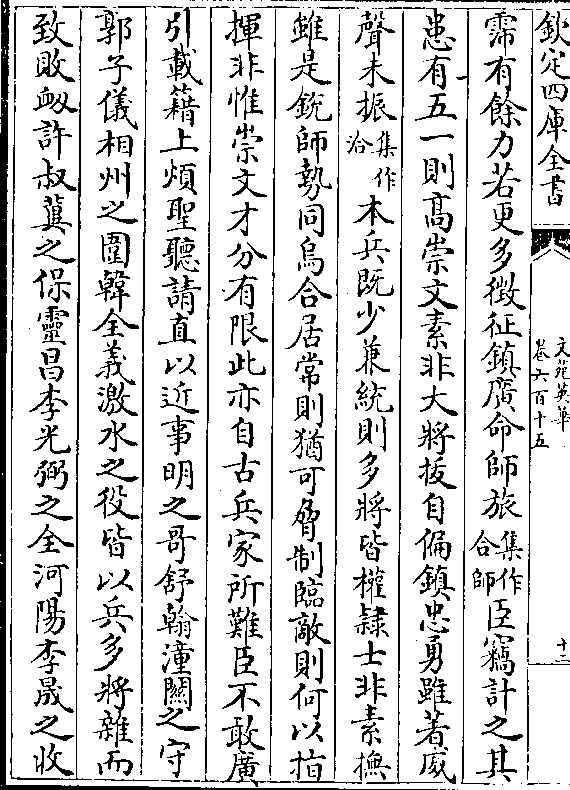 欽定四庫全書
文苑英華
卷六百十五
十二
霈有餘力若更多徴征鎮廣命師旅集作合師臣竊計之其
患有五一則髙崇文素非大將拔自偏鎮忠勇雖著威
聲未振集作洽本兵既少兼統則多將皆權隷士非素撫
雖是銳師勢同烏合居常則猶可脅制臨敵則何以指
揮非惟崇文才分有限此亦自古兵家所難臣不敢廣
引載籍上煩聖聽請直以近事明之哥舒翰潼關之守
郭子儀相州之圍韓全義激水之役皆以兵多將雜而
致敗衂許叔冀之保靈昌李光弼之全河陽李晟之收